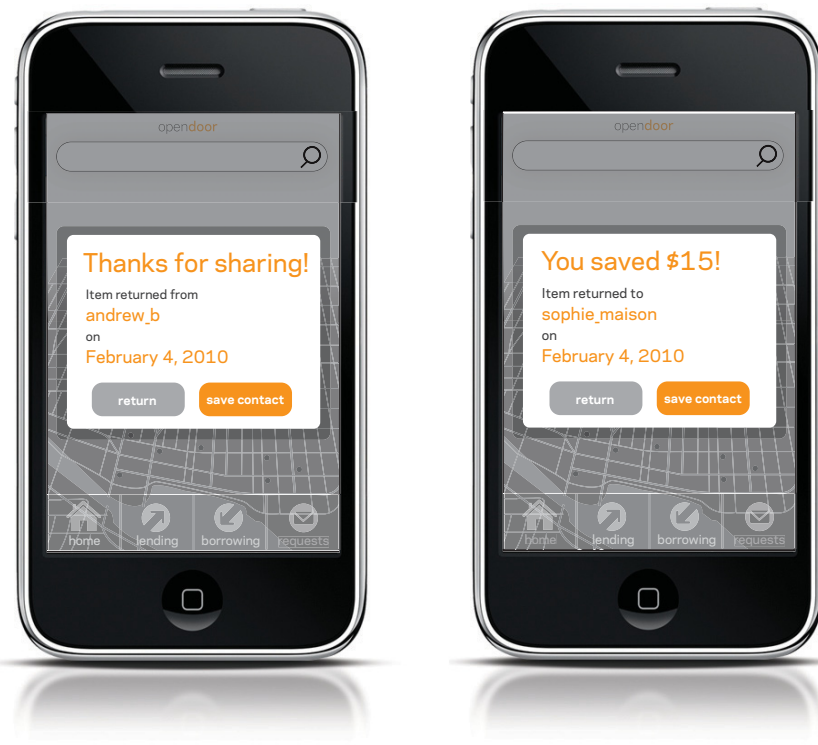 opendoor
Thanks for sharing!
Item returned from
andrew_b
on
February 4, 2010
return
save contact
home
lending
borrowing
requests
opendoor
You saved $15!
Item returned to
sophie_maison
on
February 4, 2010
return
save contact
home
lending
borrowing
requests